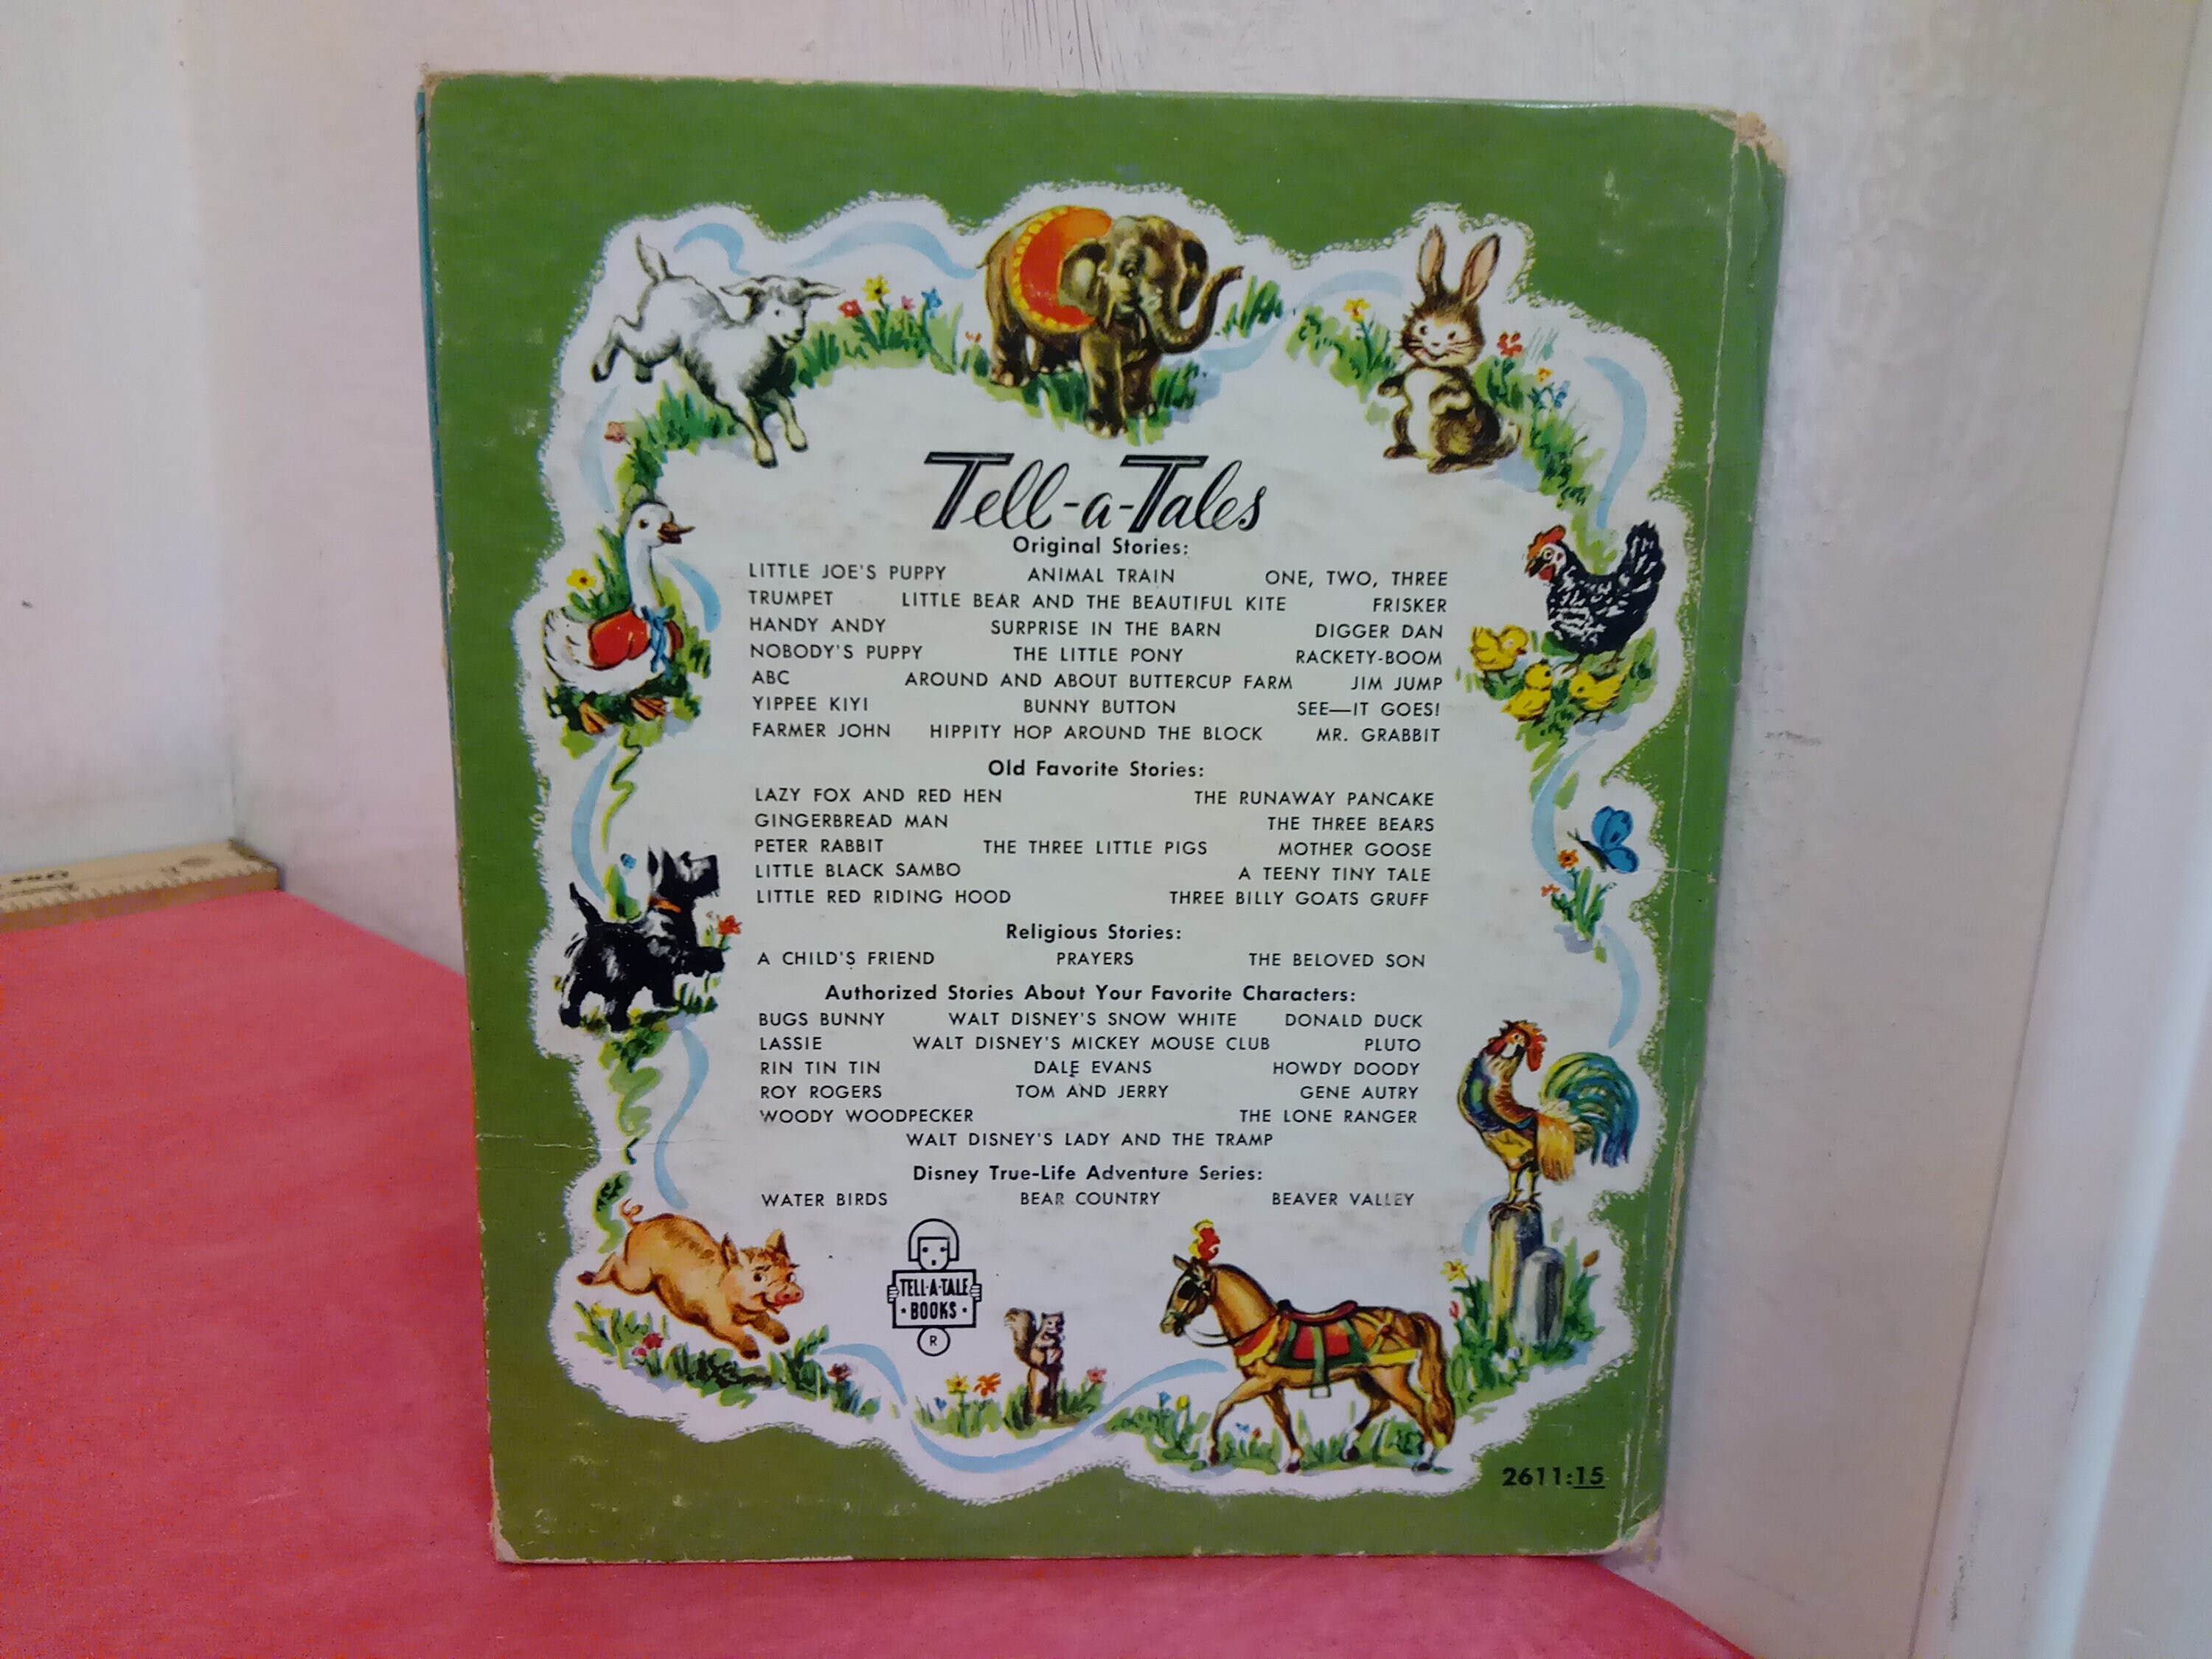 Tell-a-Tales
Original Stories:
LITTLE JOE'S PUPPY ANIMAL TRAIN ONE, TWO, THREE
TRUMPET LITTLE BEAR AND THE BEAUTIFUL KITE FRISKER
HANDY ANDY SURPRISE IN THE BARN DIGGER DAN
NOBODY'S PUPPY THE LITTLE PONY RACKETY-BOOM
ABC AROUND AND ABOUT BUTTERCUP FARM JIM JUMP
YIPPEE KIYI BUNNY BUTTON SEE—IT GOES!
FARMER JOHN HIPPITY HOP AROUND THE BLOCK MR. GRABBIT
Old Favorite Stories:
LAZY FOX AND RED HEN THE RUNAWAY PANCAKE
GINGERBREAD MAN THE THREE BEARS
PETER RABBIT THE THREE LITTLE PIGS MOTHER GOOSE
LITTLE BLACK SAMBO A TEENY TINY TALE
LITTLE RED RIDING HOOD THREE BILLY GOATS GRUFF
Religious Stories:
A CHILD'S FRIEND PRAYERS THE BELOVED SON
Authorized Stories About Your Favorite Characters:
BUGS BUNNY WALT DISNEY'S SNOW WHITE DONALD DUCK
LASSIE WALT DISNEY'S MICKEY MOUSE CLUB PLUTO
RIN TIN TIN DALE EVANS HOWDY DOODY
ROY ROGERS TOM AND JERRY GENE AUTRY
WOODY WOODPECKER THE LONE RANGER
WALT DISNEY'S LADY AND THE TRAMP
Disney True-Life Adventure Series:
WATER BIRDS BEAR COUNTRY BEAVER VALLEY
TELL·A·TALE
·BOOKS·
R
2611:15